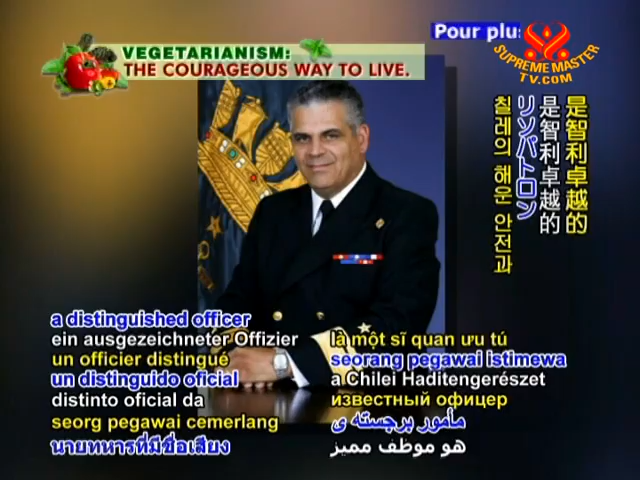 Pour plus
SUPREME MASTER
TV.COM
VEGETARIANISM:
THE COURAGEOUS WAY TO LIVE.
是智利卓越的
是智利卓越的
リソパトロン
칠레의 해운 안전과
a distinguished officer
ein ausgezeichneter Offizier
un officier distingué
un distinguido oficial
distinto oficial da
seorg pegawai cemerlang
นายทหารที่มีชื่อเสียง
là một sĩ quan ưu tú
seorang pegawai istimewa
a Chilei Haditengerészet
известный офицер
مأمور برجسته ی
هو موظف مميز